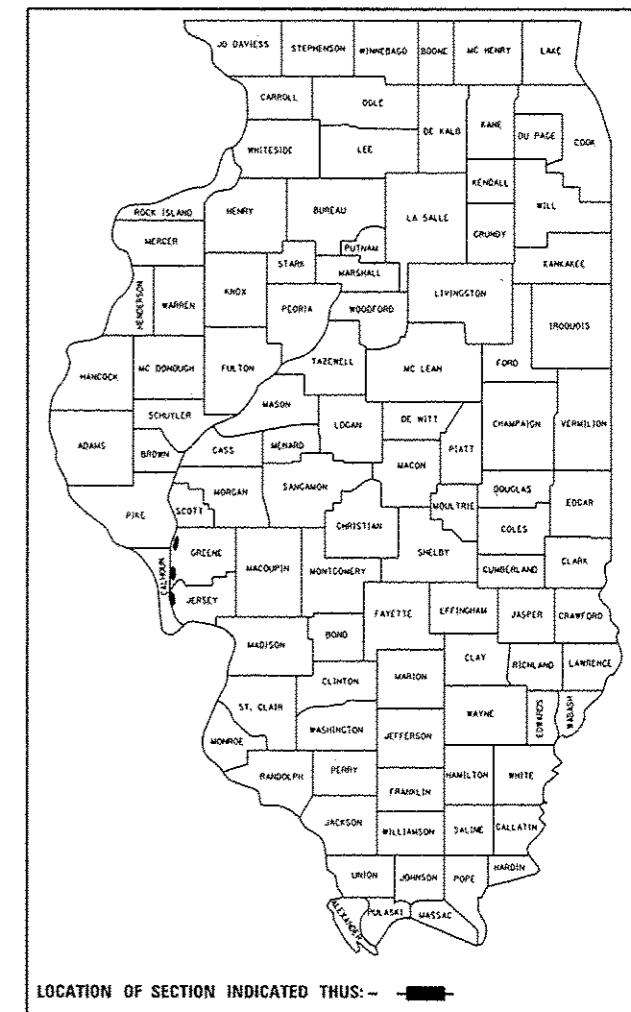 JO DAVIESS STEPHENSON WINNEBAGO BOONE MC HENRY LAKE
CARROLL OGLE
DE KALB KANE DU PAGE COOK
WHITESIDE LEE
KENDALL WILL
ROCK ISLAND HENRY BUREAU LA SALLE GRUNDY
MERCER PUTNAM KANKAKEE
STARK MARSHALL
HENDERSON WARREN KNOX PEORIA WOODFORD LIVINGSTON IROQUOIS
HANCOCK MC DONOUGH FULTON TAZEWELL MC LEAN FORD
SCHUYLER MASON LOGAN DE WITT CHAMPAIGN VERMILION
ADAMS BROWN CASS MENARD MACON PIATT
PIKE SCOTT MORGAN SANGAMON MOULTRIE DOUGLAS EDGAR
CHRISTIAN COLES
CALHOUN GREENE MACOUPIN MONTGOMERY SHELBY CUMBERLAND CLARK
JERSEY FAYETTE EFFINGHAM JASPER CRAWFORD
MADISON BOND CLAY RICHLAND LAWRENCE
CLINTON MARION
ST. CLAIR WAYNE EDWARDS WABASH
MONROE WASHINGTON JEFFERSON
RANDOLPH PERRY HAMILTON WHITE
FRANKLIN
JACKSON WILLIAMSON SALINE GALLATIN
UNION JOHNSON POPE HARDIN
ALEXANDER PULASKI MASSAC
LOCATION OF SECTION INDICATED THUS: -